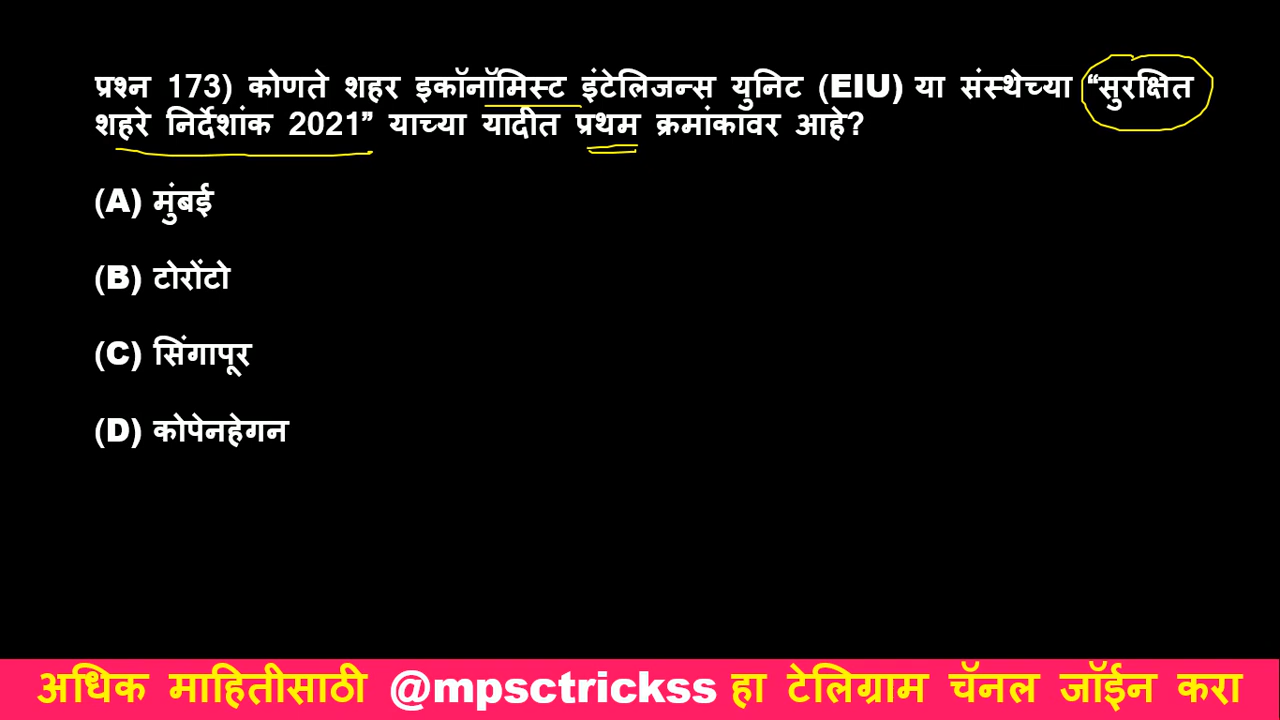 प्रश्न 173) कोणते शहर इकॉनॉमिस्ट इंटेलिजन्स युनिट (EIU) या संस्थेच्या “सुरक्षित
शहरे निर्देशांक 2021” याच्या यादीत प्रथम क्रमांकावर आहे?
(A) मुंबई
(B) टोरोंटो
(C) सिंगापूर
(D) कोपेनहेगन
अधिक माहितीसाठी @mpsctrickss हा टेलिग्राम चॅनल जॉईन करा